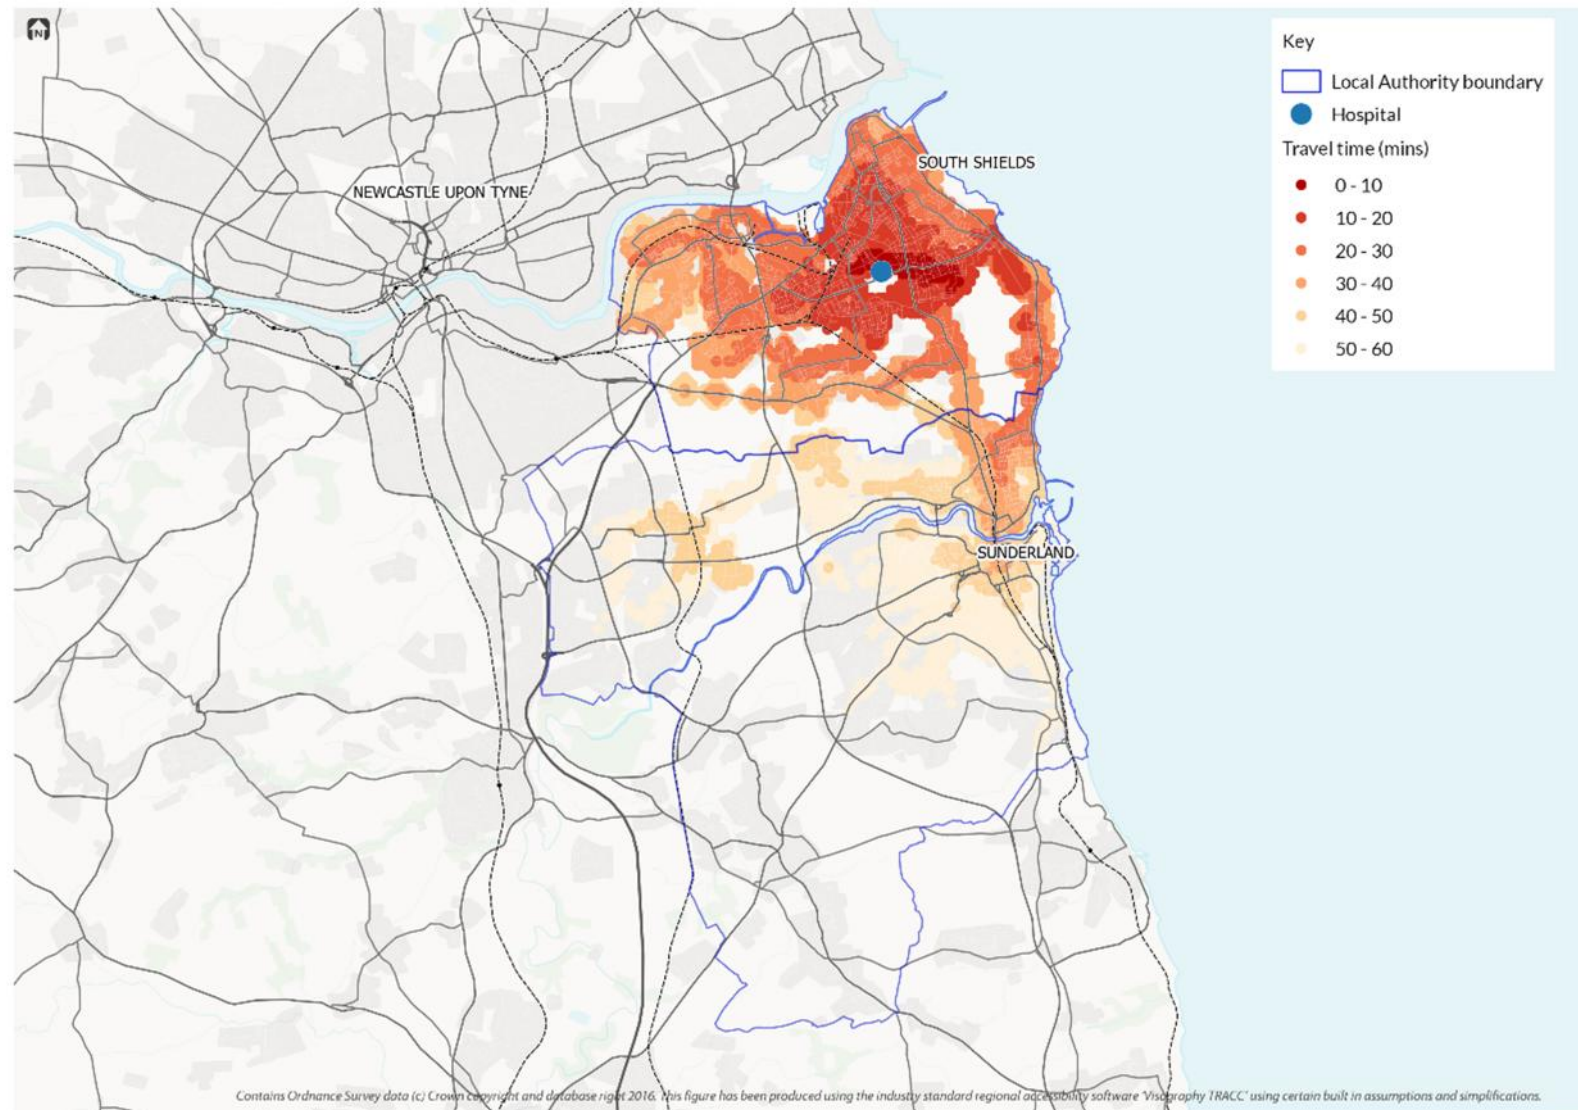 N
Key
Local Authority boundary
Hospital
Travel time (mins)
0 - 10
10 - 20
20 - 30
30 - 40
40 - 50
50 - 60
SOUTH SHIELDS
NEWCASTLE UPON TYNE
SUNDERLAND
Contains Ordnance Survey data (c) Crown copyright and database right 2016. This figure has been produced using the industry standard regional accessibility software 'Visography TRACC' using certain built in assumptions and simplifications.